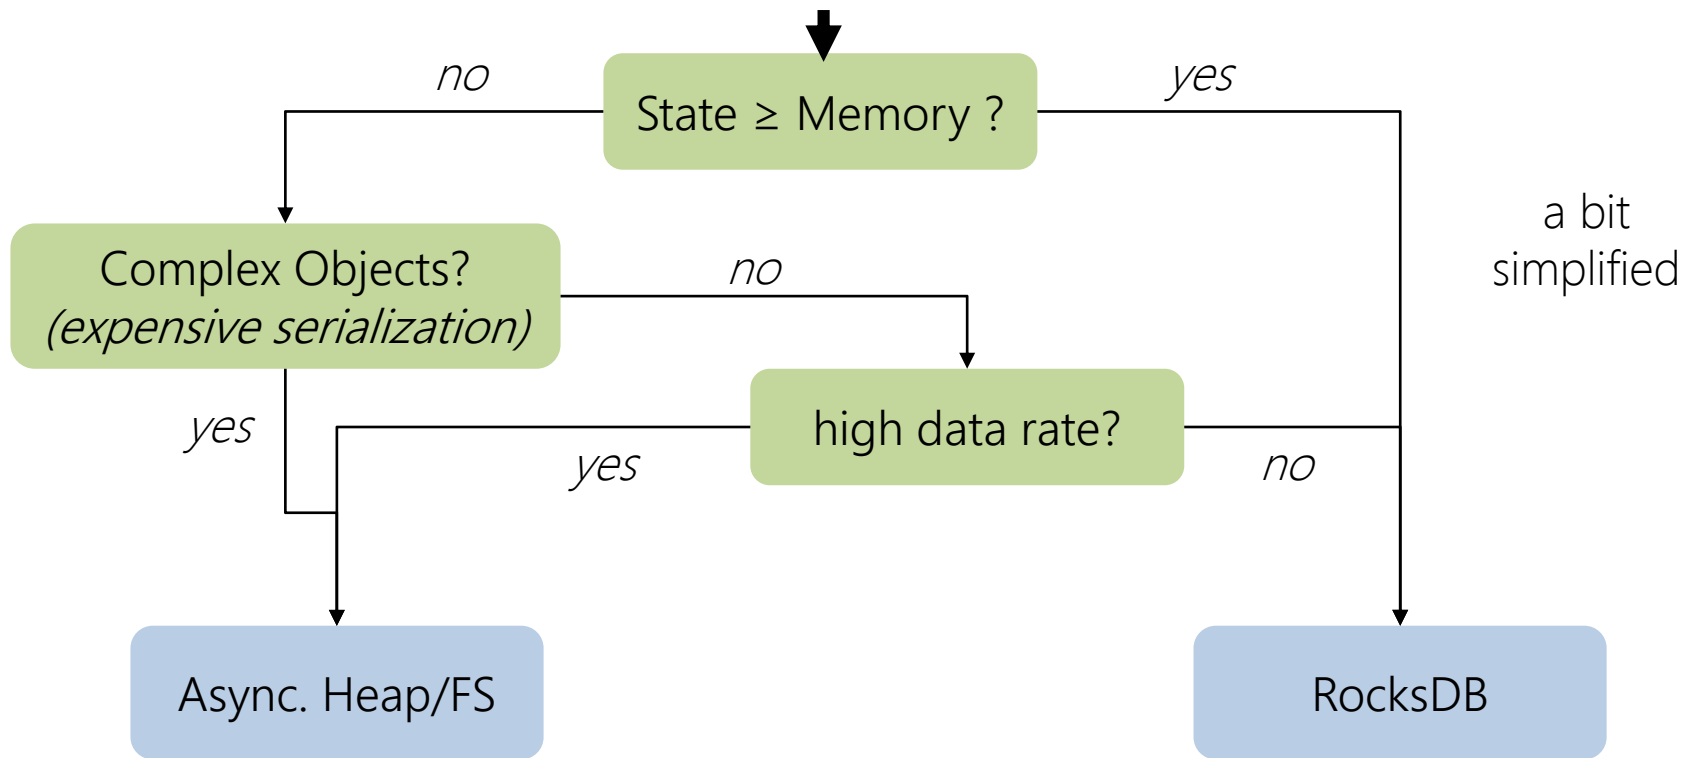 no
yes
State ≥ Memory ?
a bit
simplified
Complex Objects?
(expensive serialization)
no
yes
high data rate?
yes
no
Async. Heap/FS
RocksDB